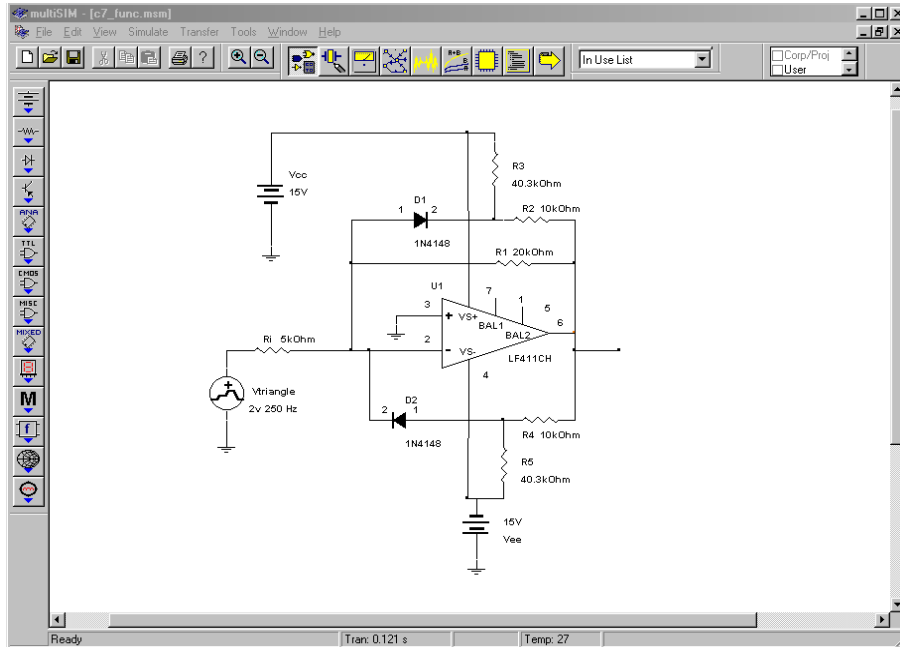 multiSIM - [c7_func.msm]
File Edit View Simulate Transfer Tools Window Help
In Use List
Corp/Proj
User
ANA
TTL
CMOS
MISC
MIXED
M
f
Vcc
15V
R3
40.3kOhm
D1
1 2
1N4148
R2 10kOhm
R1 20kOhm
U1
7
1
5
3
VS+
BAL1
BAL2
6
2
VS-
LF411CH
4
Ri 5kOhm
Vtriangle
2v 250 Hz
D2
2 1
1N4148
R4 10kOhm
R5
40.3kOhm
15V
Vee
Ready
Tran: 0.121 s
Temp: 27